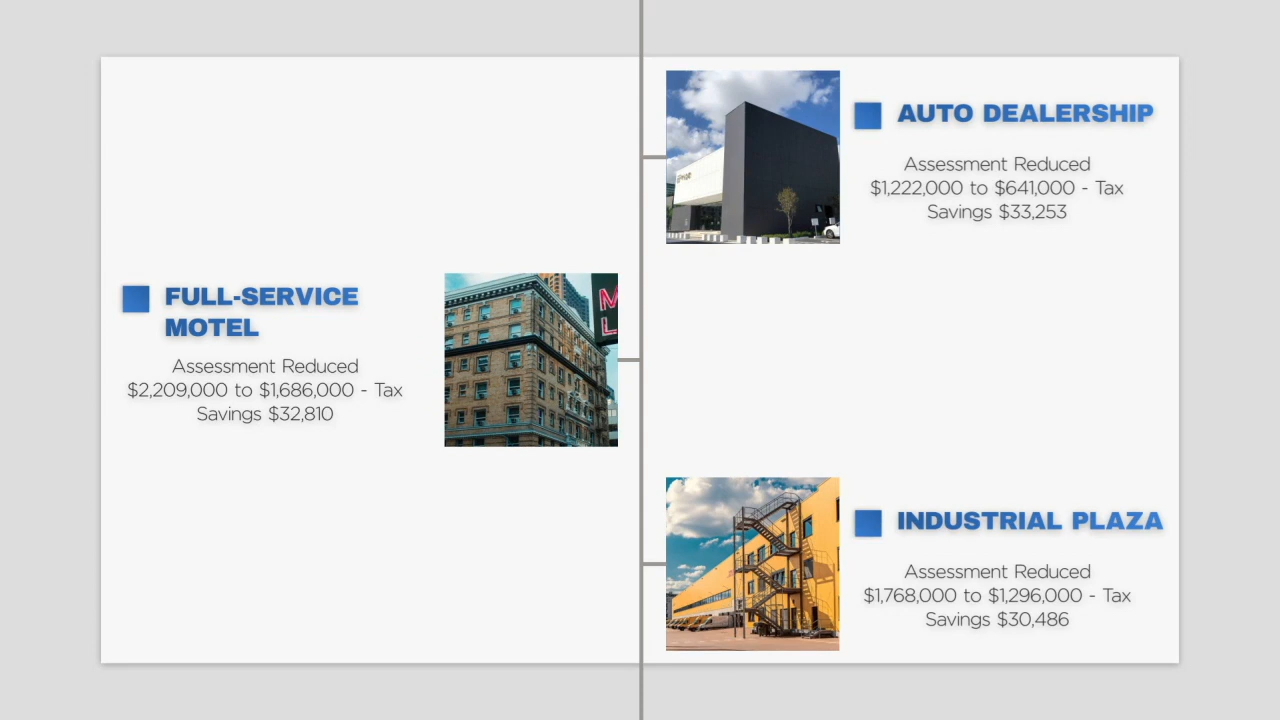 AUTO DEALERSHIP
Assessment Reduced
$1,222,000 to $641,000 - Tax
Savings $33,253
FULL-SERVICE
MOTEL
Assessment Reduced
$2,209,000 to $1,686,000 - Tax
Savings $32,810
M
L
INDUSTRIAL PLAZA
Assessment Reduced
$1,768,000 to $1,296,000 - Tax
Savings $30,486